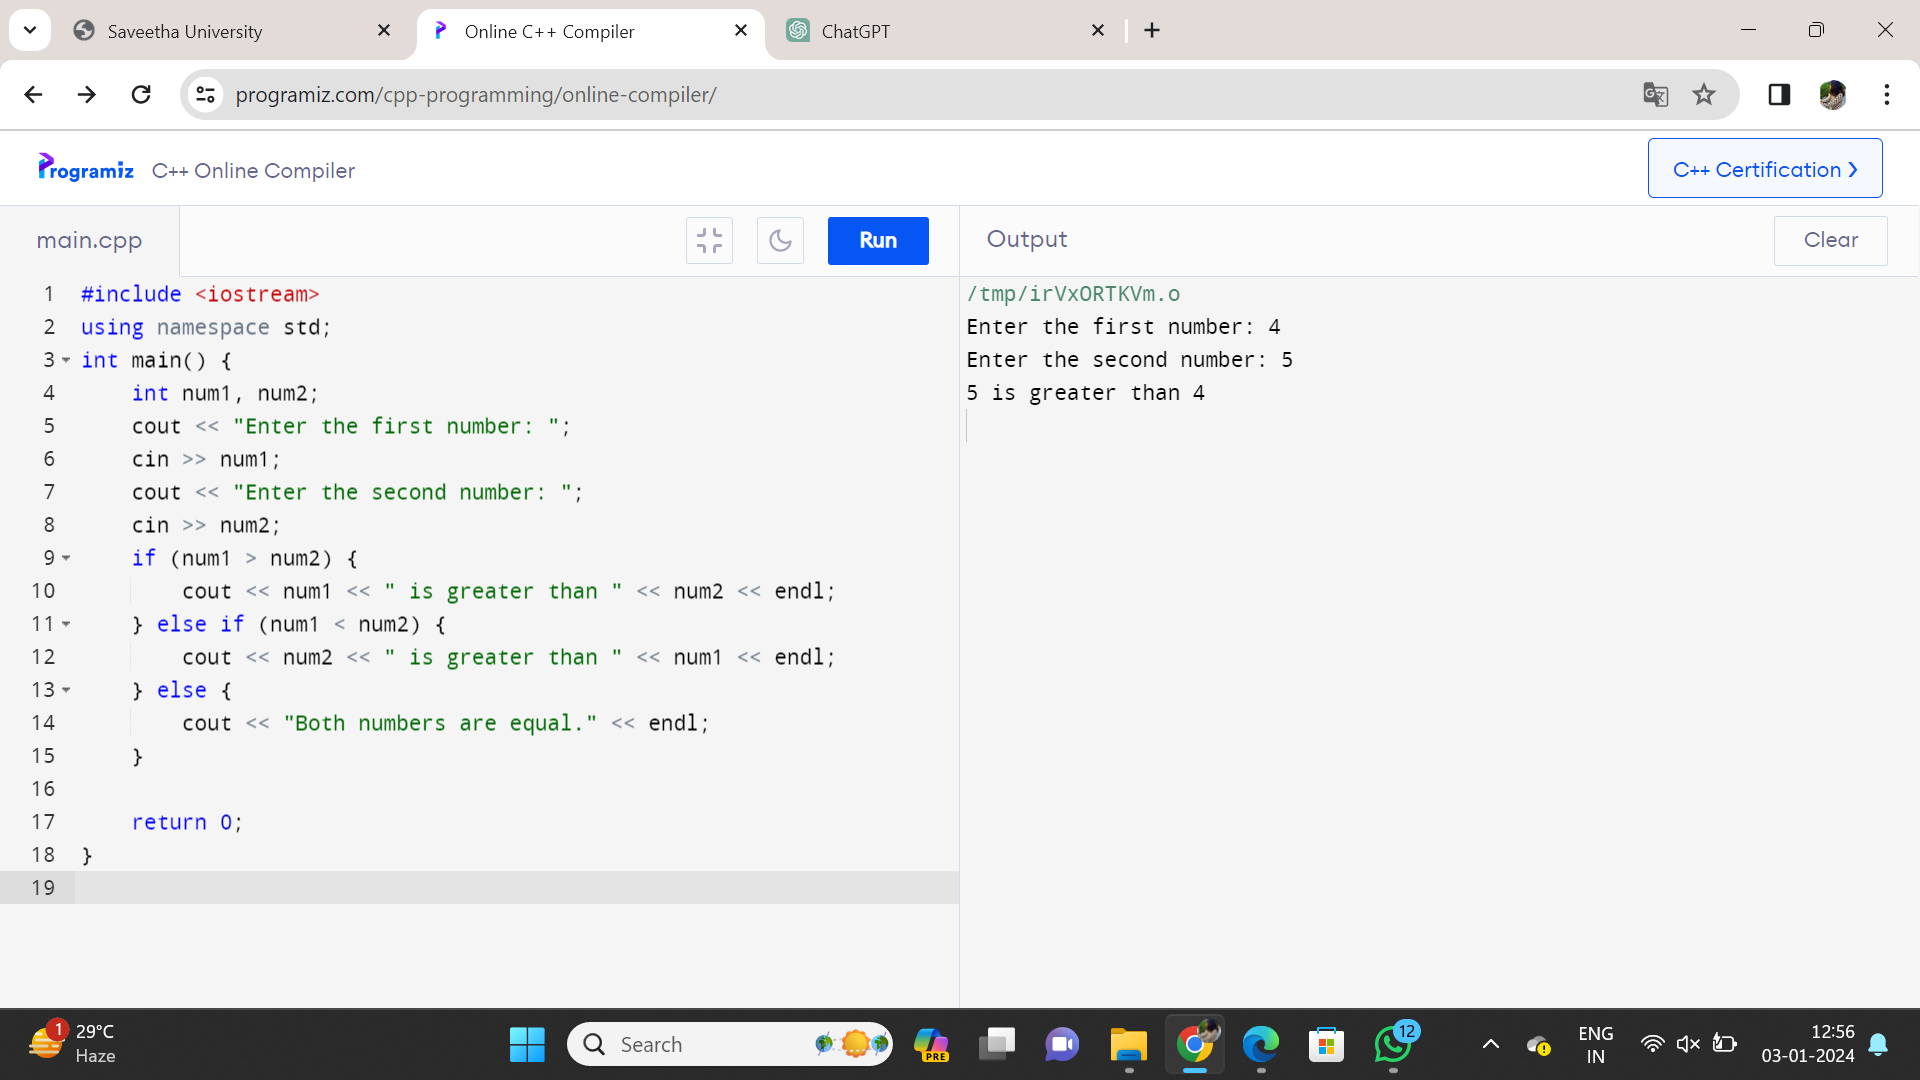 Saveetha University
Online C++ Compiler
ChatGPT
programiz.com/cpp-programming/online-compiler/
Programiz C++ Online Compiler
C++ Certification ›
main.cpp
Run
Output
Clear
1 #include <iostream>
2 using namespace std;
3 int main() {
4     int num1, num2;
5     cout << "Enter the first number: ";
6     cin >> num1;
7     cout << "Enter the second number: ";
8     cin >> num2;
9     if (num1 > num2) {
10         cout << num1 << " is greater than " << num2 << endl;
11     } else if (num1 < num2) {
12         cout << num2 << " is greater than " << num1 << endl;
13     } else {
14         cout << "Both numbers are equal." << endl;
15     }
16
17     return 0;
18 }
19
/tmp/irVxORTKVm.o
Enter the first number: 4
Enter the second number: 5
5 is greater than 4
1
29°C
Haze
Search
PRE
12
ENG
IN
12:56
03-01-2024